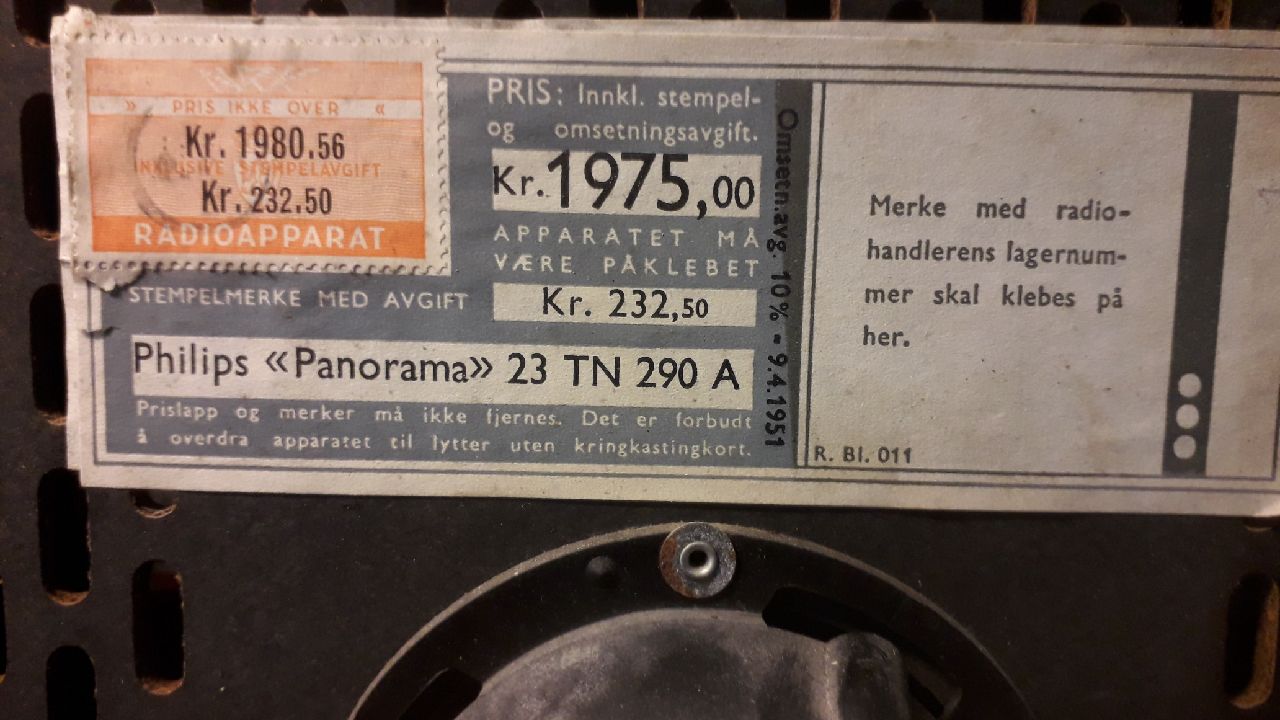 » PRIS IKKE OVER «
Kr. 1980.56
INKLUSIVE STEMPELAVGIFT
Kr. 232.50
RADIOAPPARAT
STEMPELMERKE MED AVGIFT
PRIS: Innkl. stempel-
og omsetningsavgift.
Kr. 1975,00
APPARATET MÅ
VÆRE PÅKLEBET
Kr. 232,50
Philips «Panorama» 23 TN 290 A
Prislapp og merker må ikke fjernes. Det er forbudt
å overdra apparatet til lytter uten kringkastingkort.
Omsetn.avg. 10% - 9.4.1951
Merke med radio-
handlerens lagernum-
mer skal klebes på
her.
R. Bl. 011